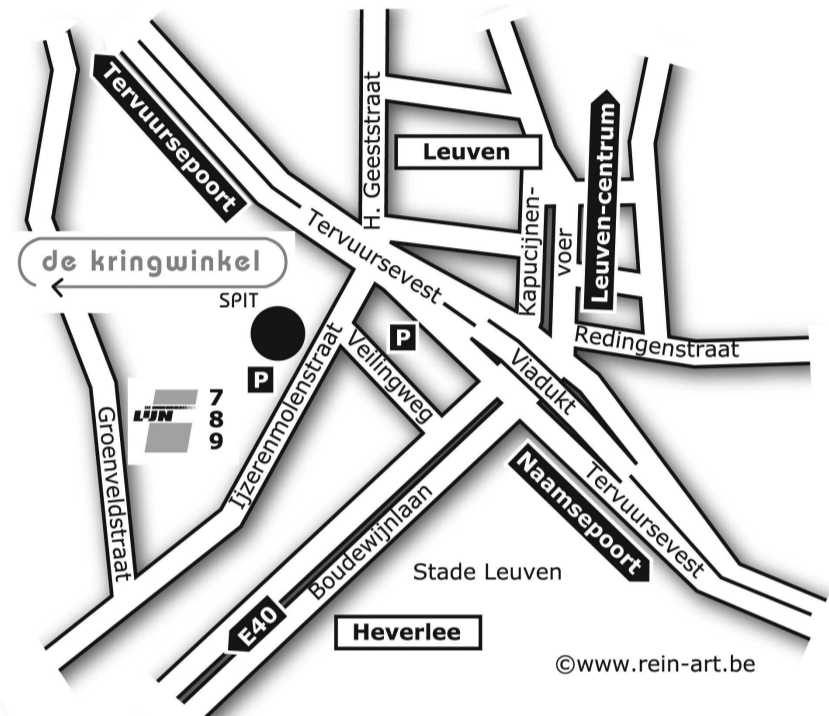 Tervuursepoort
H. Geeststraat
Leuven
Leuven-centrum
Kapucijnen-
voer
Tervuursevest
de kringwinkel
SPIT
P
P
Redingenstraat
Veilingweg
Viadukt
LIJN
7
8
9
Groenveldstraat
Ijzerenmolenstraat
Naamsepoort
Tervuursevest
Boudewijnlaan
Stade Leuven
E40
Heverlee
©www.rein-art.be